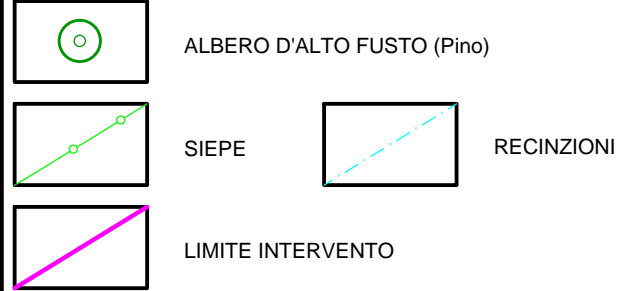 ALBERO D'ALTO FUSTO (Pino)
SIEPE
RECINZIONI
LIMITE INTERVENTO